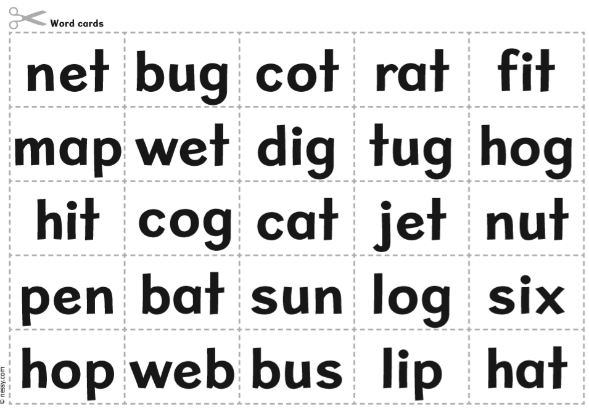 Word cards
net bug cot rat fit
map wet dig tug hog
hit cog cat jet nut
pen bat sun log six
hop web bus lip hat
© nessy.com